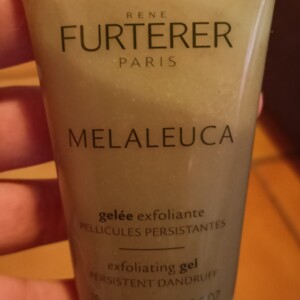 RENE
FURTERER
PARIS
MELALEUCA
gelée exfoliante
PELLICULES PERSISTANTES
exfoliating gel
PERSISTENT DANDRUFF